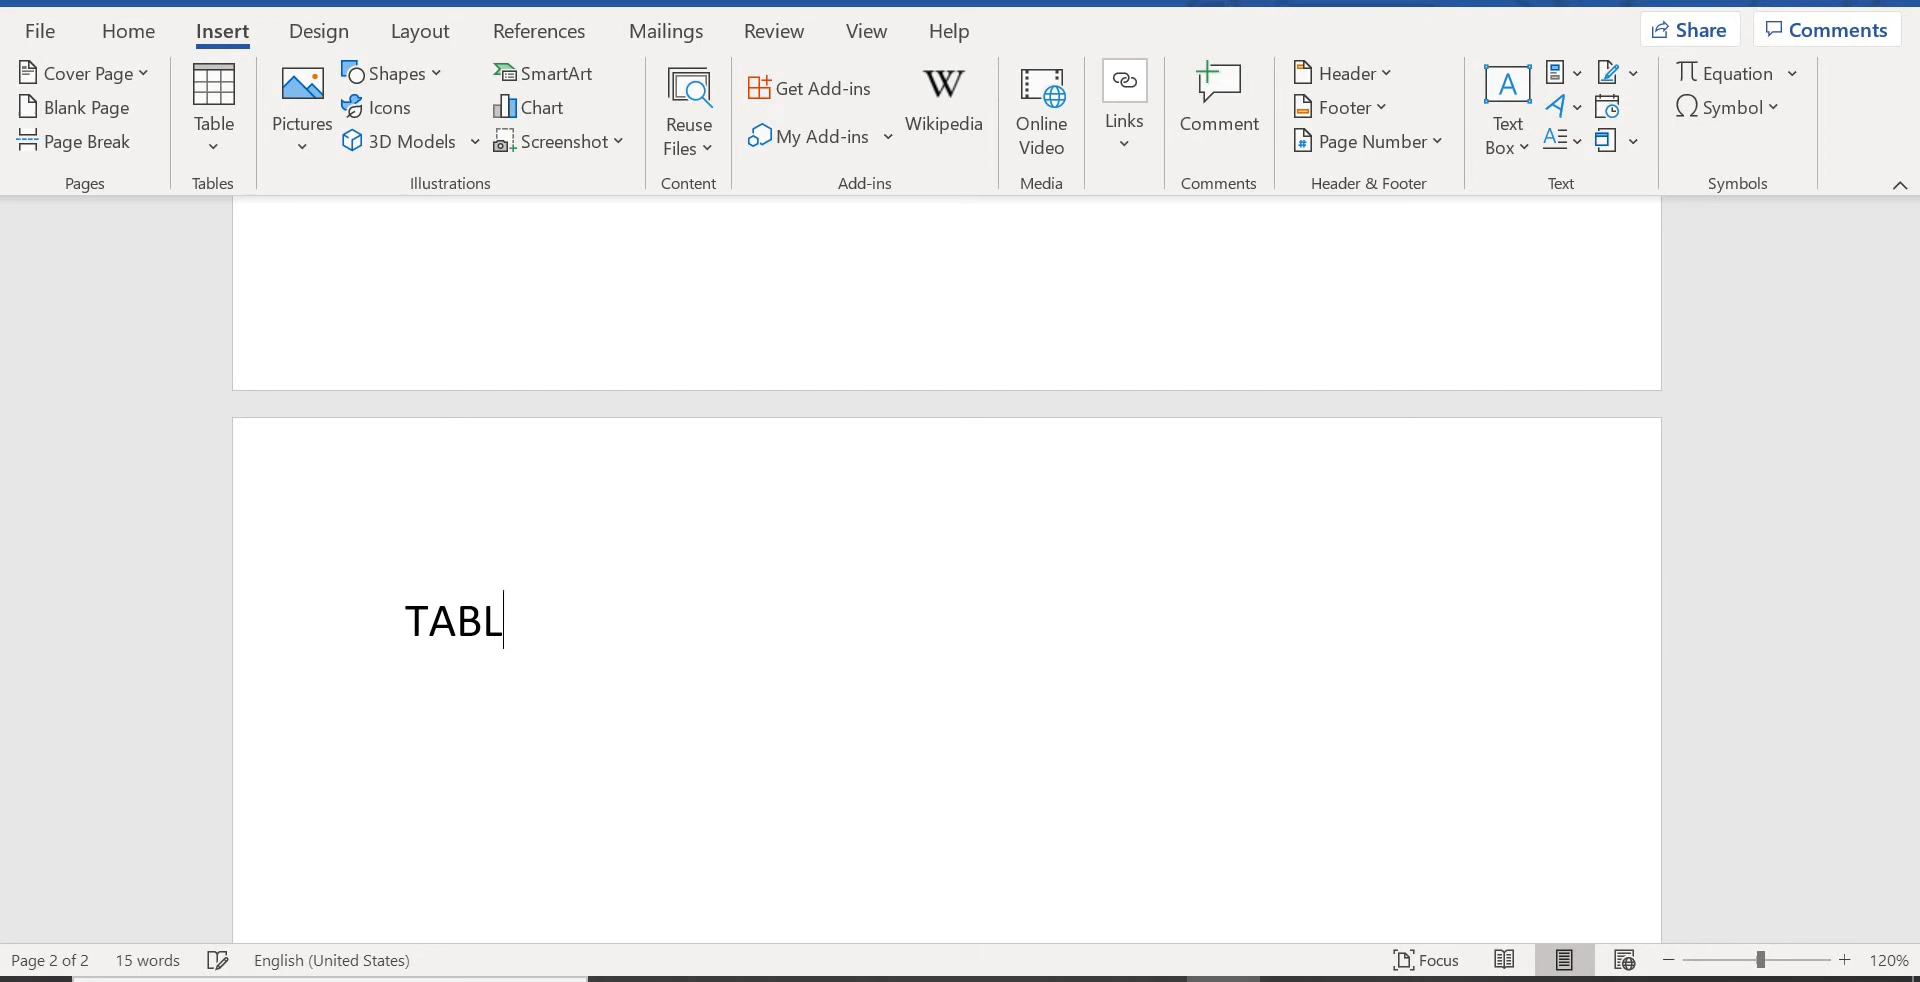 File Home Insert Design Layout References Mailings Review View Help Share Comments
Cover Page
Blank Page
Page Break
Pages
Table
Tables
Pictures
Shapes
Icons
3D Models
SmartArt
Chart
Screenshot
Illustrations
Reuse
Files
Content
Get Add-ins
My Add-ins
W
Wikipedia
Add-ins
Online
Video
Media
Links
Comment
Comments
Header
Footer
# Page Number
Header & Footer
A
Text
Box
A
A
Text
π Equation
Ω Symbol
Symbols
TABL
Page 2 of 2 15 words English (United States) Focus 120%